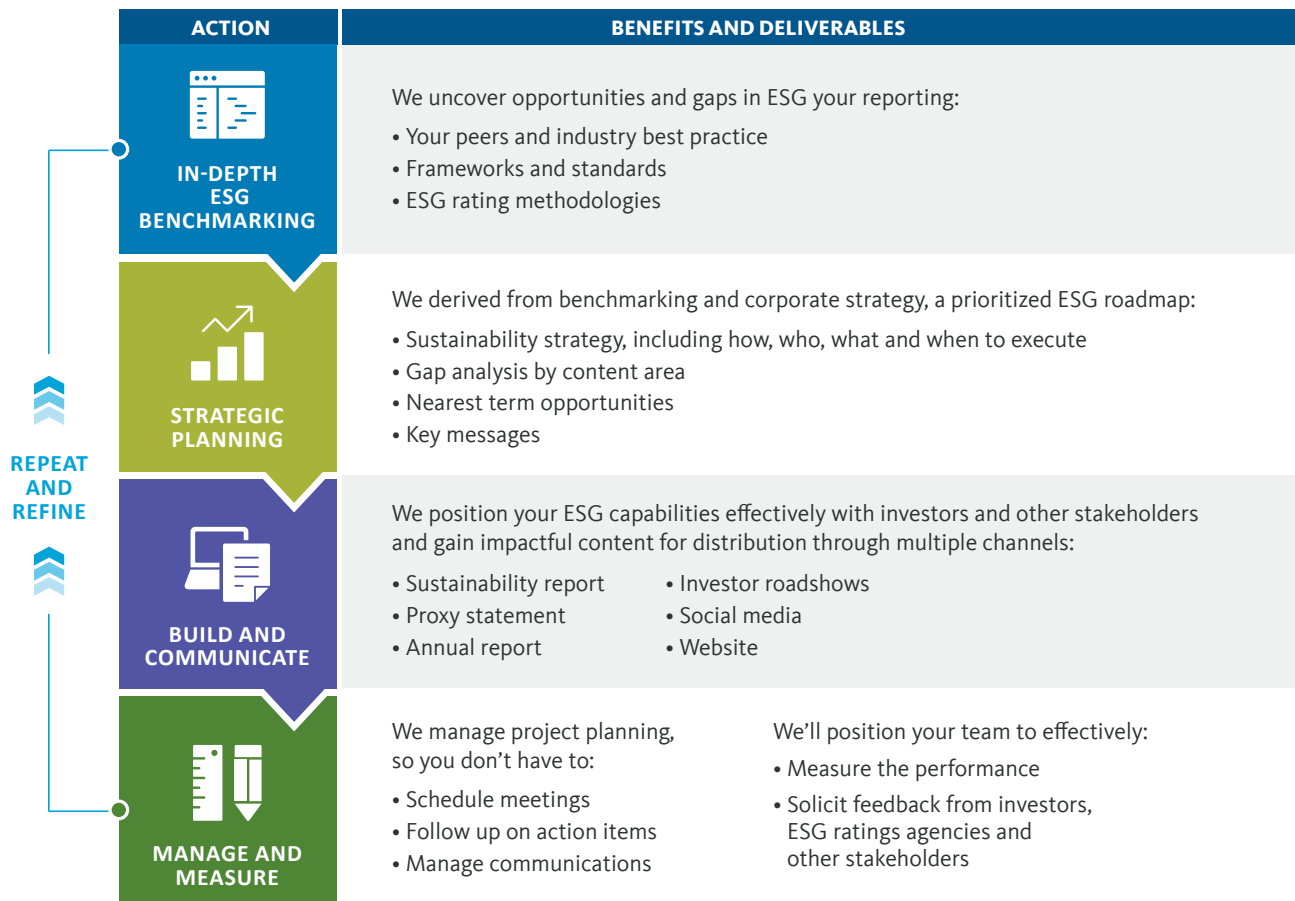 ACTION
BENEFITS AND DELIVERABLES
IN-DEPTH
ESG
BENCHMARKING
We uncover opportunities and gaps in ESG your reporting:
• Your peers and industry best practice
• Frameworks and standards
• ESG rating methodologies
STRATEGIC
PLANNING
We derived from benchmarking and corporate strategy, a prioritized ESG roadmap:
• Sustainability strategy, including how, who, what and when to execute
• Gap analysis by content area
• Nearest term opportunities
• Key messages
REPEAT
AND
REFINE
BUILD AND
COMMUNICATE
We position your ESG capabilities effectively with investors and other stakeholders
and gain impactful content for distribution through multiple channels:
• Sustainability report
• Proxy statement
• Annual report
• Investor roadshows
• Social media
• Website
MANAGE AND
MEASURE
We manage project planning,
so you don’t have to:
• Schedule meetings
• Follow up on action items
• Manage communications
We’ll position your team to effectively:
• Measure the performance
• Solicit feedback from investors,
ESG ratings agencies and
other stakeholders